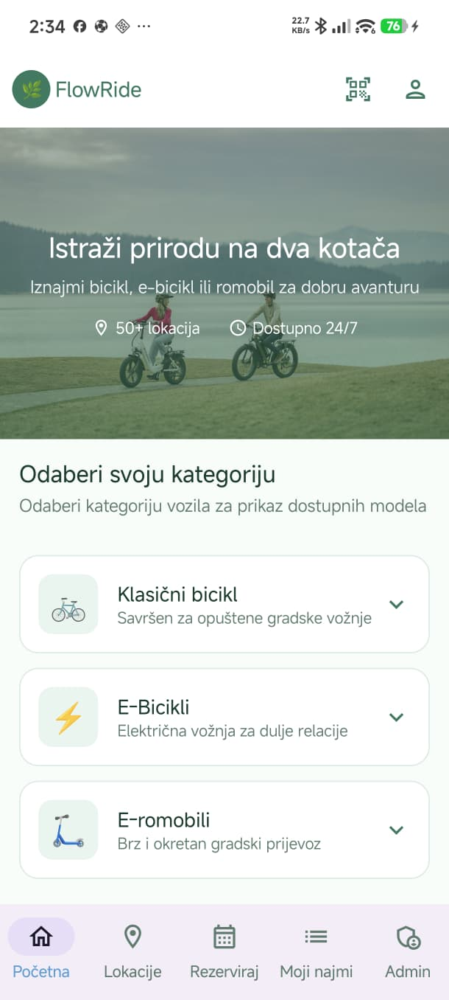 2:34
22.7
KB/s
76
FlowRide
Istraži prirodu na dva kotača
Iznajmi bicikl, e-bicikl ili romobil za dobru avanturu
50+ lokacija
Dostupno 24/7
Odaberi svoju kategoriju
Odaberi kategoriju vozila za prikaz dostupnih modela
Klasični bicikl
Savršen za opuštene gradske vožnje
E-Bicikli
Električna vožnja za dulje relacije
E-romobili
Brz i okretan gradski prijevoz
Početna
Lokacije
Rezerviraj
Moji najmi
Admin